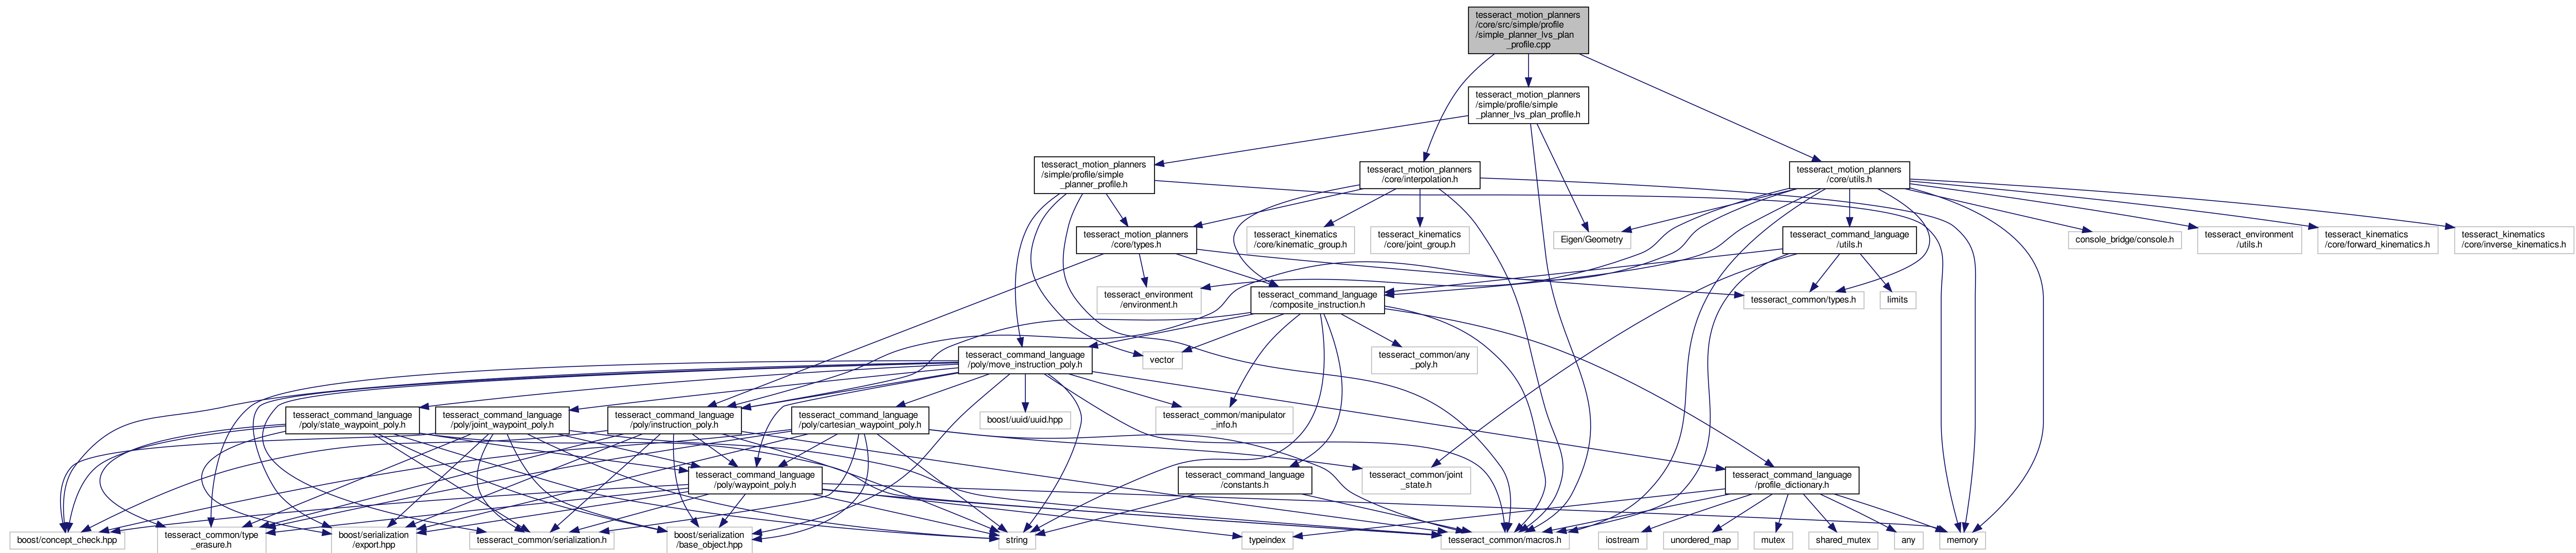 tesseract_motion_planners
/core/src/simple/profile
/simple_planner_lvs_plan
_profile.cpp
tesseract_motion_planners
/simple/profile/simple
_planner_lvs_plan_profile.h
tesseract_motion_planners
/simple/profile/simple
_planner_profile.h
tesseract_motion_planners
/core/interpolation.h
tesseract_motion_planners
/core/utils.h
tesseract_motion_planners
/core/types.h
tesseract_kinematics
/core/kinematic_group.h
tesseract_kinematics
/core/joint_group.h
Eigen/Geometry
tesseract_command_language
/utils.h
console_bridge/console.h
tesseract_environment
/utils.h
tesseract_kinematics
/core/forward_kinematics.h
tesseract_kinematics
/core/inverse_kinematics.h
tesseract_environment
/environment.h
tesseract_command_language
/composite_instruction.h
tesseract_common/types.h
limits
tesseract_command_language
/poly/move_instruction_poly.h
vector
tesseract_common/any
_poly.h
tesseract_command_language
/poly/state_waypoint_poly.h
tesseract_command_language
/poly/joint_waypoint_poly.h
tesseract_command_language
/poly/instruction_poly.h
tesseract_command_language
/poly/cartesian_waypoint_poly.h
boost/uuid/uuid.hpp
tesseract_common/manipulator
_info.h
tesseract_command_language
/poly/waypoint_poly.h
tesseract_command_language
/constants.h
tesseract_common/joint
_state.h
tesseract_command_language
/profile_dictionary.h
boost/concept_check.hpp
tesseract_common/type
_erasure.h
boost/serialization
/export.hpp
tesseract_common/serialization.h
boost/serialization
/base_object.hpp
string
typeindex
tesseract_common/macros.h
iostream
unordered_map
mutex
shared_mutex
any
memory